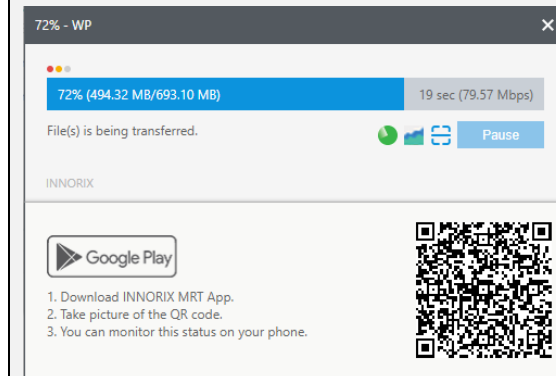 72% - WP
72% (494.32 MB/693.10 MB)
19 sec (79.57 Mbps)
File(s) is being transferred.
Pause
INNORIX
Google Play
1. Download INNORIX MRT App.
2. Take picture of the QR code.
3. You can monitor this status on your phone.